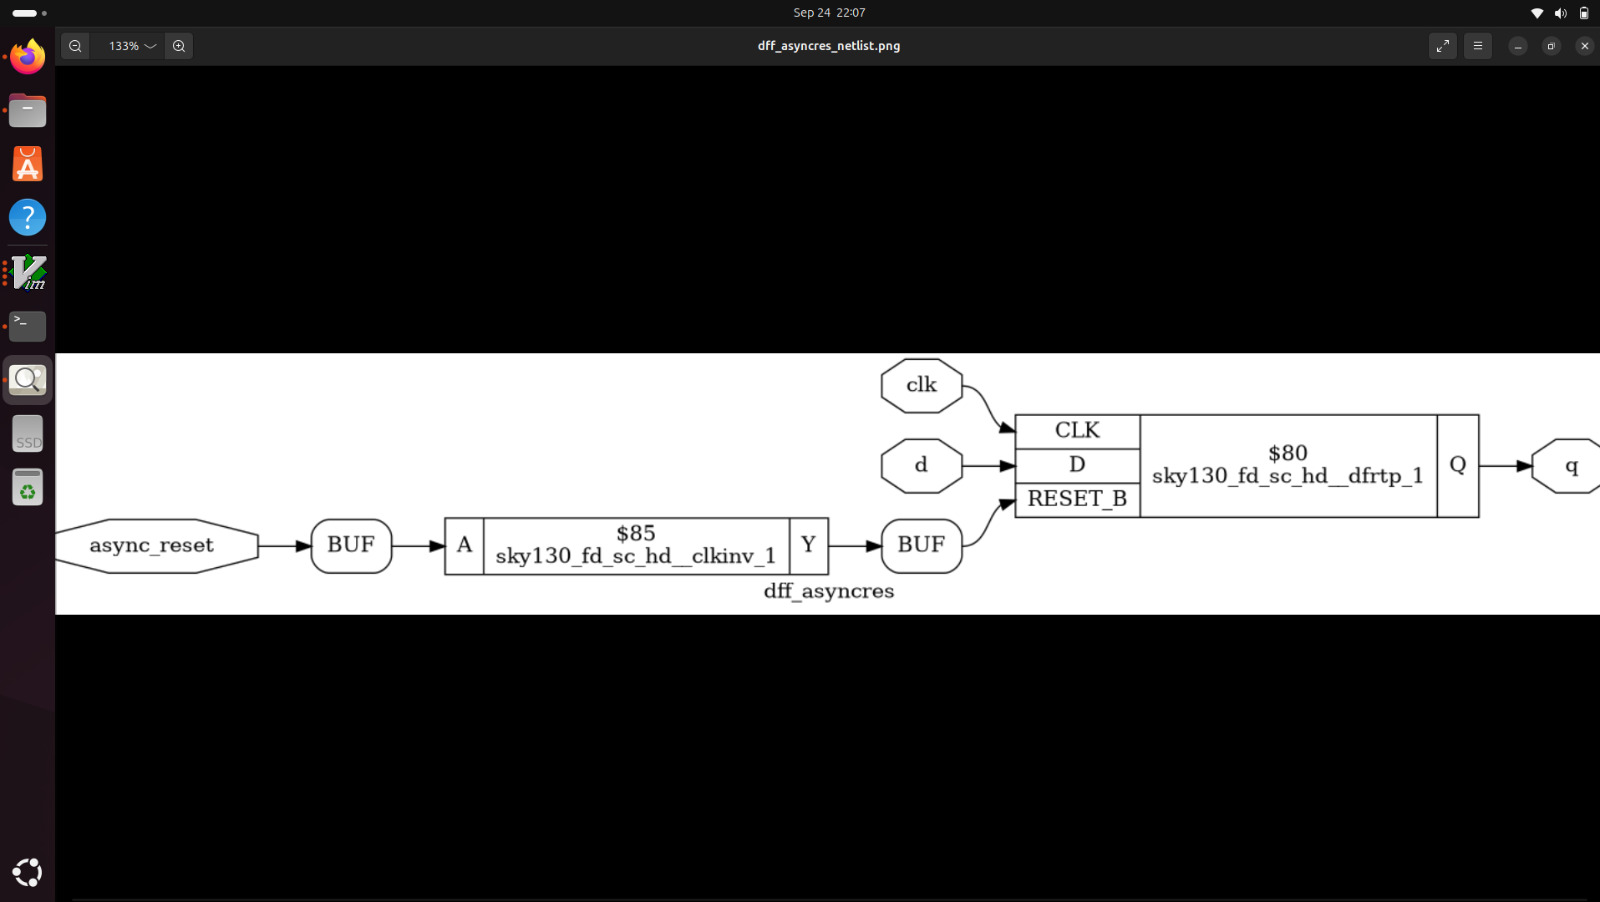 Sep 24 22:07
133%
dff_asyncres_netlist.png
>_
Vim
?
A
SSD
clk
CLK
d
D
$80
sky130_fd_sc_hd__dfrtp_1
Q
q
RESET_B
async_reset
BUF
A
$85
sky130_fd_sc_hd__clkinv_1
Y
BUF
dff_asyncres